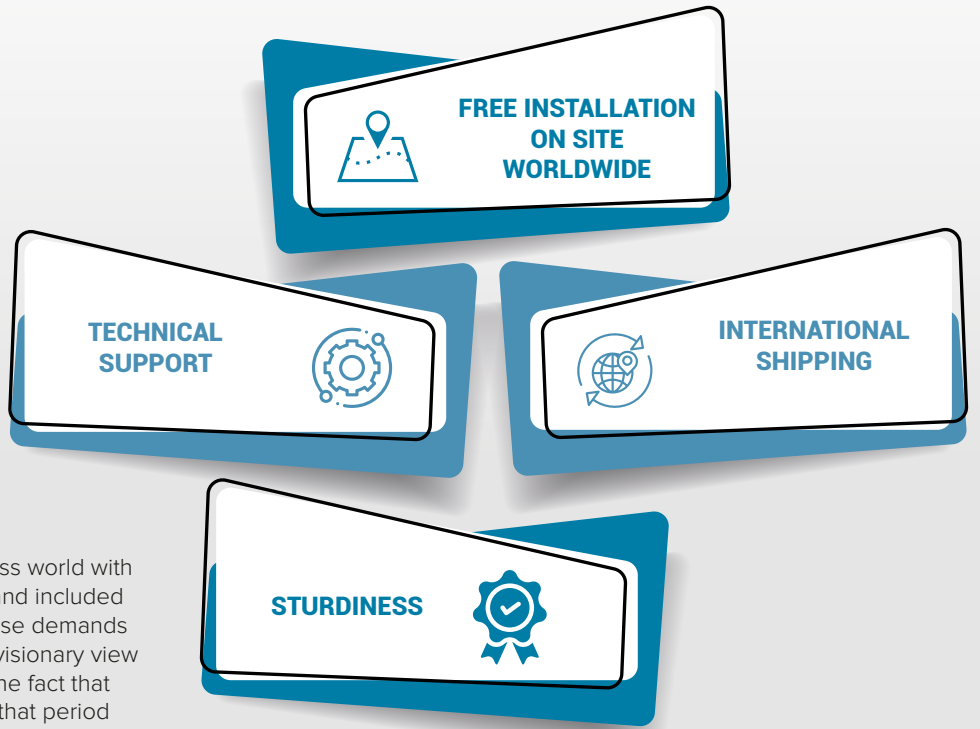 FREE INSTALLATION
ON SITE
WORLDWIDE
TECHNICAL
SUPPORT
INTERNATIONAL
SHIPPING
STURDINESS
ss world with
and included
se demands
visionary view
he fact that
that period